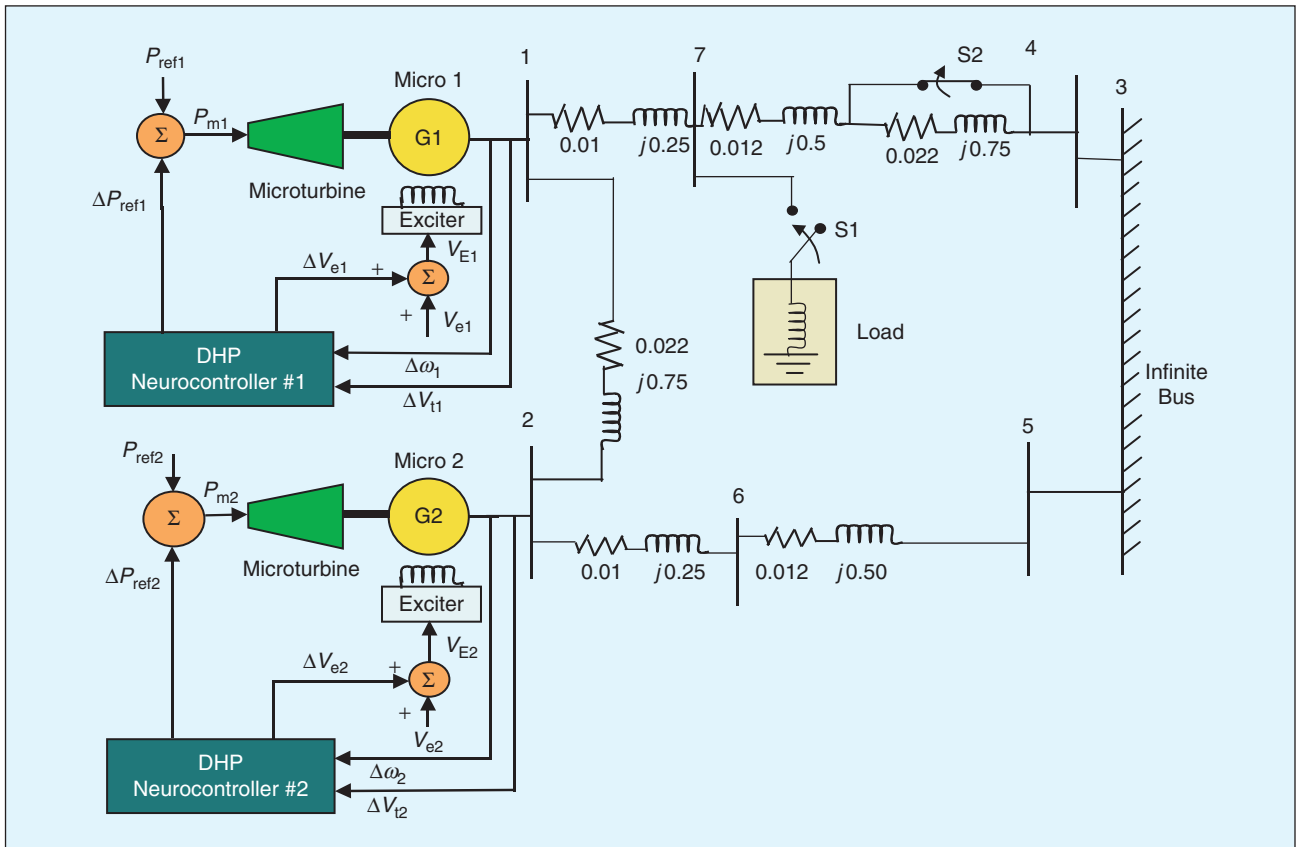 P_ref1
P_m1
Σ
Micro 1
G1
Microturbine
ΔP_ref1
Exciter
V_E1
ΔV_e1
+
Σ
+
V_e1
DHP
Neurocontroller #1
Δω_1
ΔV_t1
1
7
4
3
S2
0.01
j0.25
0.012
j0.5
0.022
j0.75
S1
Load
0.022
j0.75
Infinite
Bus
2
6
5
0.01
j0.25
0.012
j0.50
P_ref2
P_m2
Σ
Micro 2
G2
Microturbine
ΔP_ref2
Exciter
V_E2
ΔV_e2
+
Σ
+
V_e2
DHP
Neurocontroller #2
Δω_2
ΔV_t2